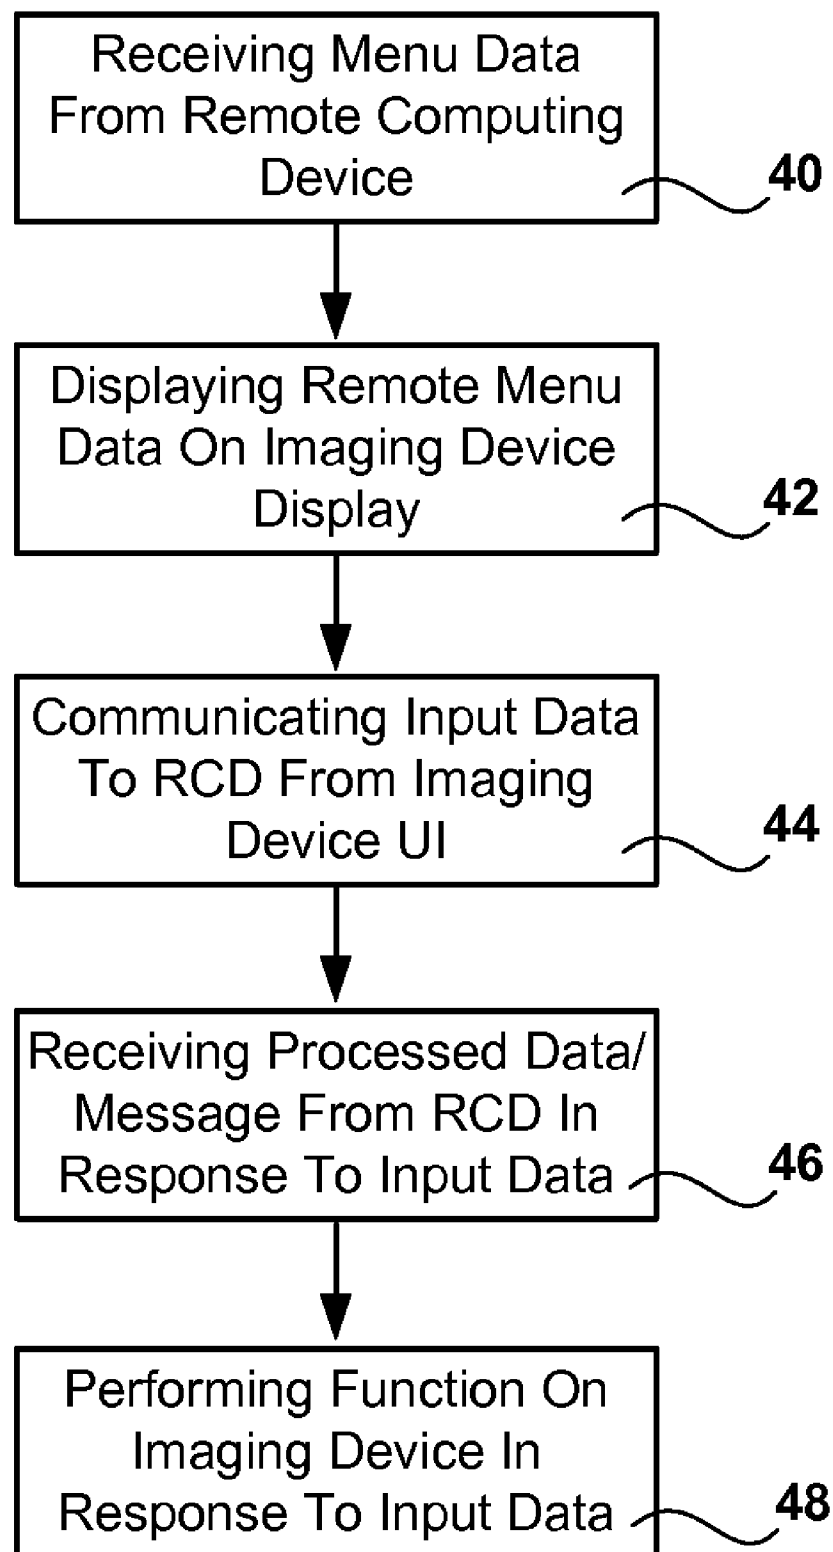 Receiving Menu Data
From Remote Computing
Device
40
Displaying Remote Menu
Data On Imaging Device
Display
42
Communicating Input Data
To RCD From Imaging
Device UI
44
Receiving Processed Data/
Message From RCD In
Response To Input Data
46
Performing Function On
Imaging Device In
Response To Input Data
48